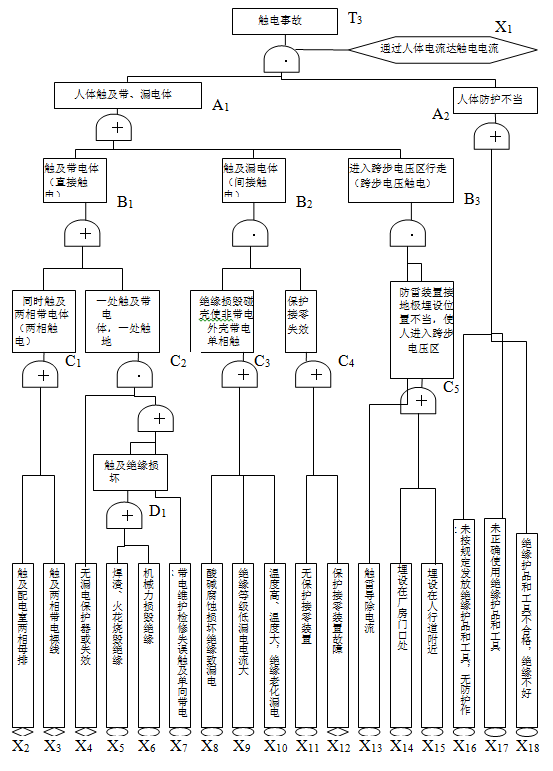 触电事故
T3
X1
通过人体电流达触电电流
人体触及带、漏电体
A1
人体防护不当
A2
+
+
触及带电体
(直接触
电)
B1
触及漏电体
(间接触
电)
B2
进入跨步电压区行走
(跨步电压触电)
B3
+
同时触及
两相带电体
(两相触
电)
一处触及带
电
体,一处触
地
绝缘损毁碰
壳使非带电
外壳带电
单相触
保护
接零
失效
防雷装置接
地极埋设位
置不当,使
人进入跨步
电压区
C1
C2
C3
C4
C5
+
+
+
+
+
触及绝缘损
坏
D1
+
触及配电室两相母排
触及两相带电裸线
无漏电保护器或失效
焊渣、火花烧毁绝缘
机械力损毁绝缘
带电维护检修失误触及单向带电
:
酸碱腐蚀损坏绝缘致漏电
绝缘等级低漏电电流大
温度高、温度大,绝缘老化漏电
无保护接零装置
保护接零装置故障
触雷导除电流
埋设在厂房门口处
埋设在人行道附近
未按规定发放绝缘护品和工具,无防护作
:
未正确使用绝缘护品和工具
绝缘护品和工具不合格,绝缘不好
X2
X3
X4
X5
X6
X7
X8
X9
X10
X11
X12
X13
X14
X15
X16
X17
X18